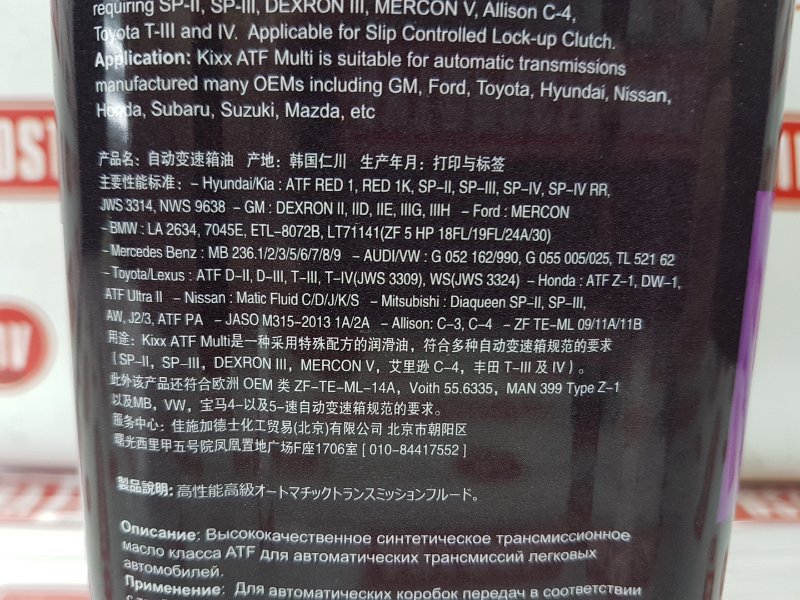 requiring SP-II, SP-III, DEXRON III, MERCON V, Allison C-4,
Toyota T-III and IV. Applicable for Slip Controlled Lock-up Clutch.
Application: Kixx ATF Multi is suitable for automatic transmissions
manufactured many OEMs including GM, Ford, Toyota, Hyundai, Nissan,
Honda, Subaru, Suzuki, Mazda, etc
产品名：自动变速箱油 产地：韩国仁川 生产年月：打印与标签
主要性能标准：- Hyundai/Kia : ATF RED 1, RED 1K, SP-II, SP-III, SP-IV, SP-IV RR,
JWS 3314, NWS 9638 - GM : DEXRON II, IID, IIE, IIIG, IIIH - Ford : MERCON
- BMW : LA 2634, 7045E, ETL-8072B, LT71141(ZF 5 HP 18FL/19FL/24A/30)
- Mercedes Benz : MB 236.1/2/3/5/6/7/8/9 - AUDI/VW : G 052 162/990, G 055 005/025, TL 521 62
- Toyota/Lexus : ATF D-II, D-III, T-III, T-IV(JWS 3309), WS(JWS 3324) - Honda : ATF Z-1, DW-1,
ATF Ultra II - Nissan : Matic Fluid C/D/J/K/S - Mitsubishi : Diaqueen SP-II, SP-III,
AW, J2/3, ATF PA - JASO M315-2013 1A/2A - Allison: C-3, C-4 - ZF TE-ML 09/11A/11B
用途：Kixx ATF Multi是一种采用特殊配方的润滑油，符合多种自动变速箱规范的要求
（SP-II，SP-III，DEXRON III，MERCON V，艾里逊 C-4，丰田 T-III 及 IV）。
此外该产品还符合欧洲 OEM 类 ZF-TE-ML-14A，Voith 55.6335，MAN 399 Type Z-1
以及MB，VW，宝马4-以及5-速自动变速箱规范的要求。
服务中心：佳施加德士化工贸易(北京)有限公司 北京市朝阳区
曙光西里甲五号院凤凰置地广场F座1706室 [ 010-84417552 ]
製品説明: 高性能高級オートマチックトランスミッションフルード。
Описание: Высококачественное синтетическое трансмиссионное
масло класса ATF для автоматических трансмиссий легковых
автомобилей.
Применение: Для автоматических коробок передач в соответствии